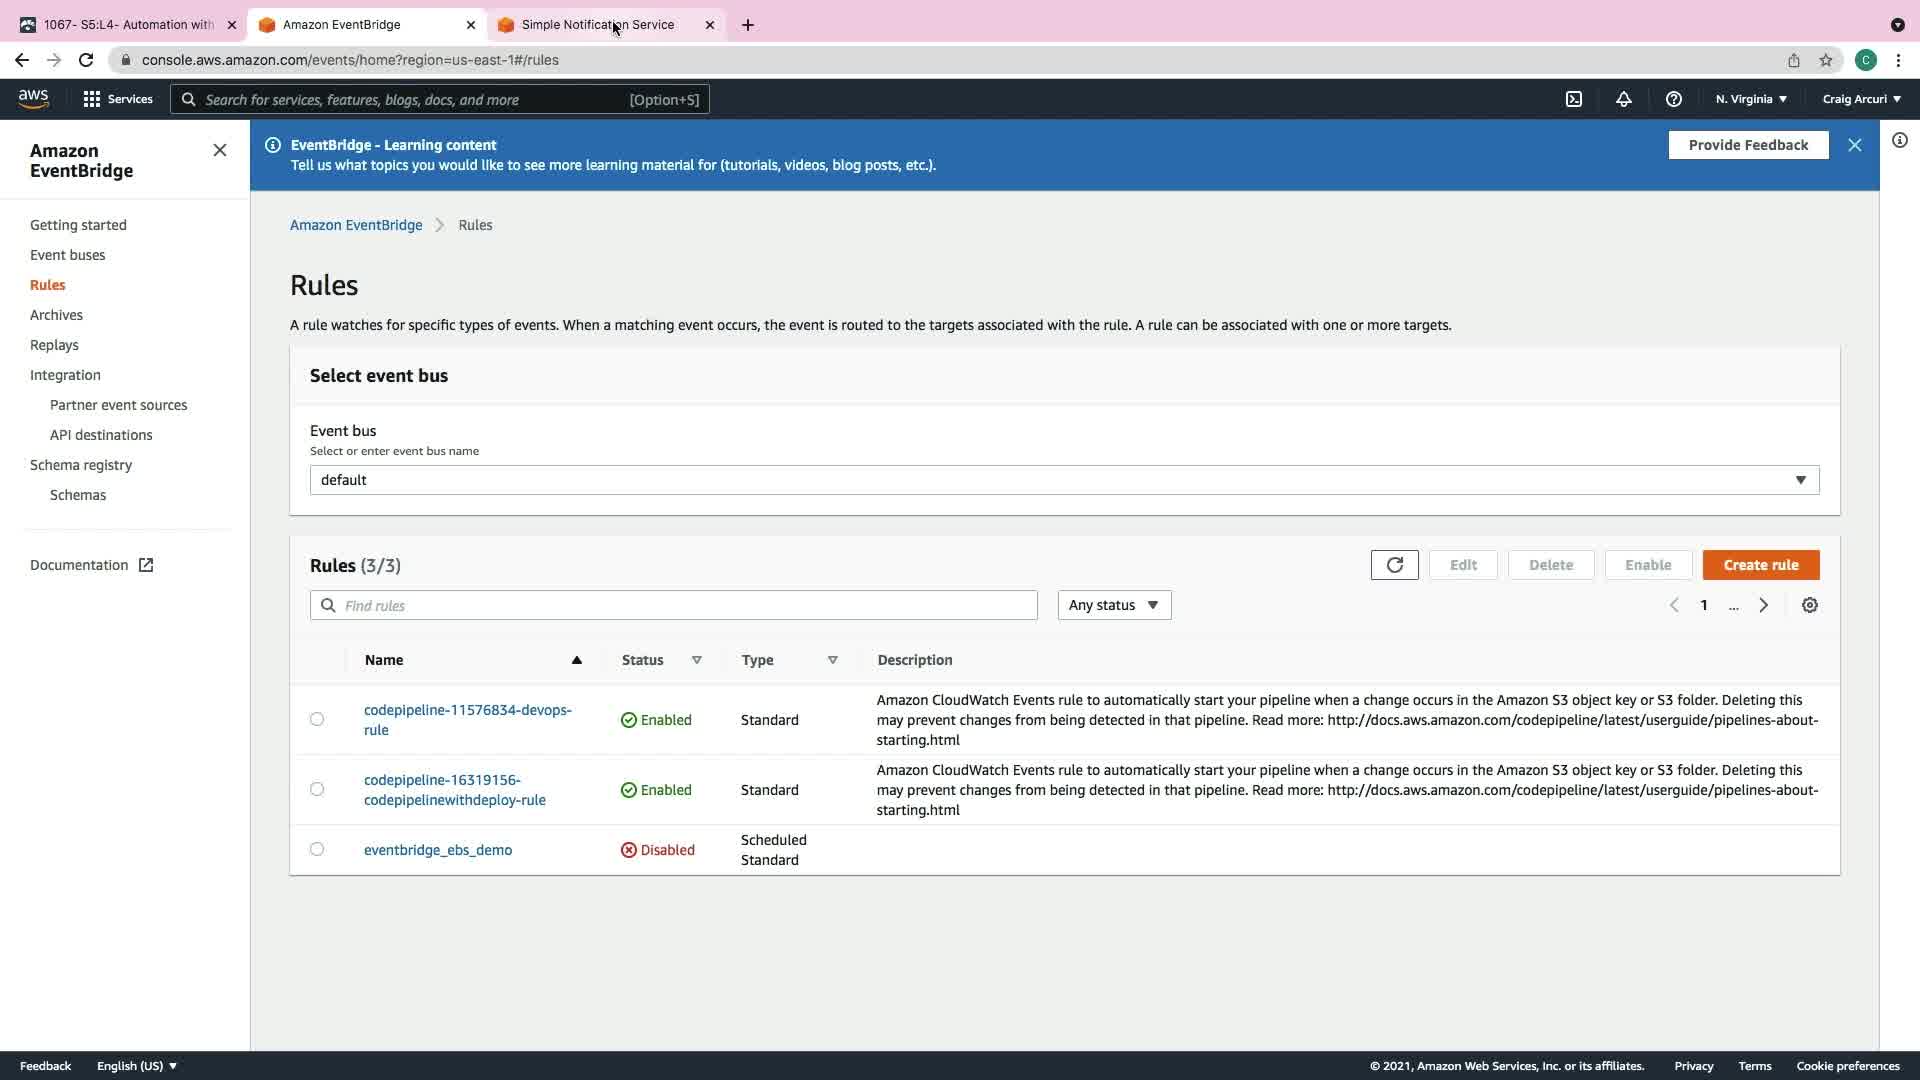 1067- S5:L4- Automation with
Amazon EventBridge
Simple Notification Service
console.aws.amazon.com/events/home?region=us-east-1#/rules
C
aws
Services
Search for services, features, blogs, docs, and more
[Option+S]
N. Virginia
Craig Arcuri
Amazon
EventBridge
Getting started
Event buses
Rules
Archives
Replays
Integration
Partner event sources
API destinations
Schema registry
Schemas
Documentation
EventBridge - Learning content
Tell us what topics you would like to see more learning material for (tutorials, videos, blog posts, etc.).
Provide Feedback
Amazon EventBridge
Rules
Rules
A rule watches for specific types of events. When a matching event occurs, the event is routed to the targets associated with the rule. A rule can be associated with one or more targets.
Select event bus
Event bus
Select or enter event bus name
default
Rules (3/3)
Edit
Delete
Enable
Create rule
Find rules
Any status
1
...
Name
Status
Type
Description
codepipeline-11576834-devops-
rule
Enabled
Standard
Amazon CloudWatch Events rule to automatically start your pipeline when a change occurs in the Amazon S3 object key or S3 folder. Deleting this
may prevent changes from being detected in that pipeline. Read more: http://docs.aws.amazon.com/codepipeline/latest/userguide/pipelines-about-
starting.html
codepipeline-16319156-
codepipelinewithdeploy-rule
Enabled
Standard
Amazon CloudWatch Events rule to automatically start your pipeline when a change occurs in the Amazon S3 object key or S3 folder. Deleting this
may prevent changes from being detected in that pipeline. Read more: http://docs.aws.amazon.com/codepipeline/latest/userguide/pipelines-about-
starting.html
eventbridge_ebs_demo
Disabled
Scheduled
Standard
Feedback
English (US)
© 2021, Amazon Web Services, Inc. or its affiliates.
Privacy
Terms
Cookie preferences